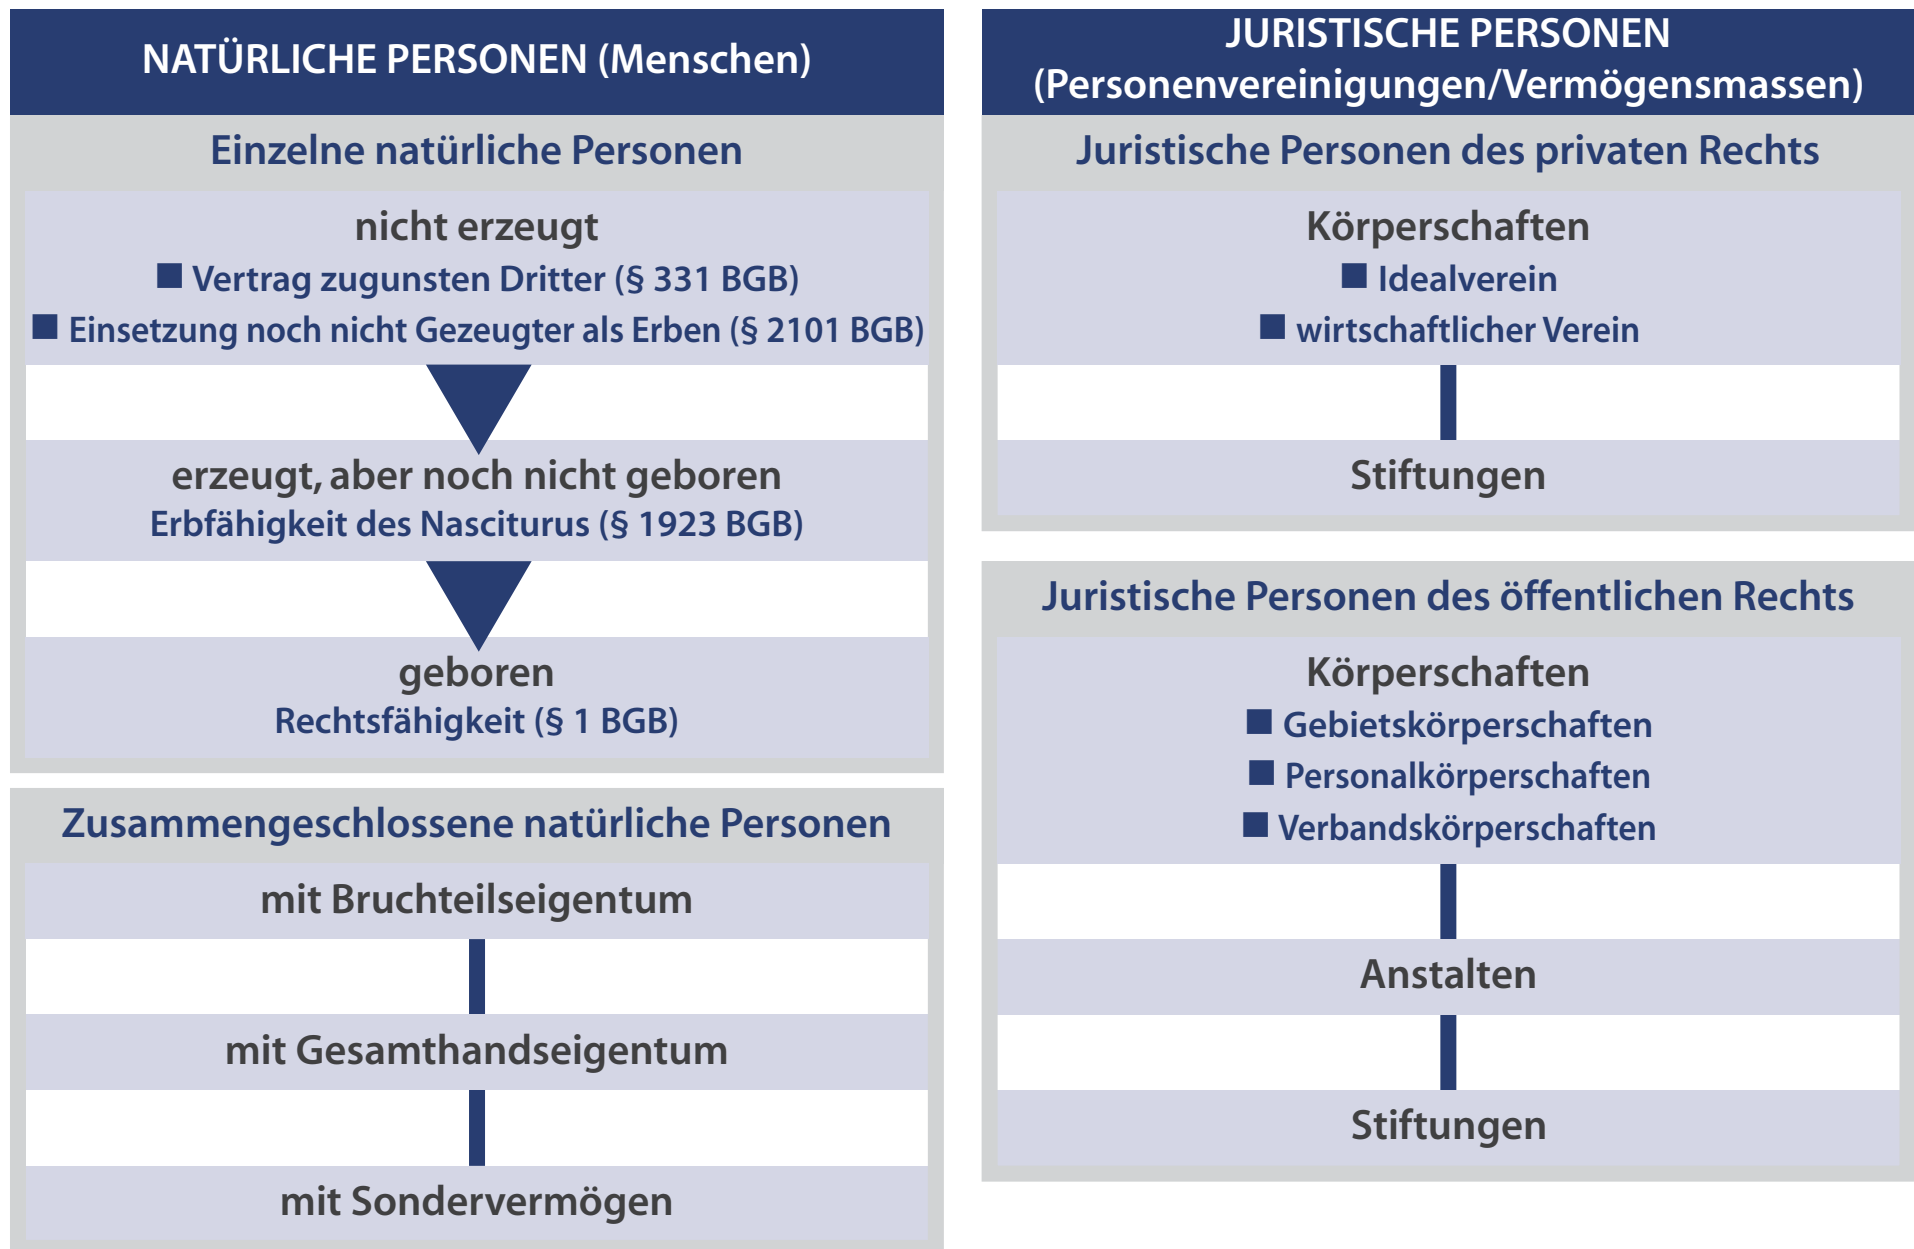 NATÜRLICHE PERSONEN (Menschen)
Einzelne natürliche Personen
nicht erzeugt
■ Vertrag zugunsten Dritter (§ 331 BGB)
■ Einsetzung noch nicht Gezeugter als Erben (§ 2101 BGB)
erzeugt, aber noch nicht geboren
Erbfähigkeit des Nasciturus (§ 1923 BGB)
geboren
Rechtsfähigkeit (§ 1 BGB)
Zusammengeschlossene natürliche Personen
mit Bruchteilseigentum
mit Gesamthandseigentum
mit Sondervermögen
JURISTISCHE PERSONEN
(Personenvereinigungen/Vermögensmassen)
Juristische Personen des privaten Rechts
Körperschaften
■ Idealverein
■ wirtschaftlicher Verein
Stiftungen
Juristische Personen des öffentlichen Rechts
Körperschaften
■ Gebietskörperschaften
■ Personalkörperschaften
■ Verbandskörperschaften
Anstalten
Stiftungen